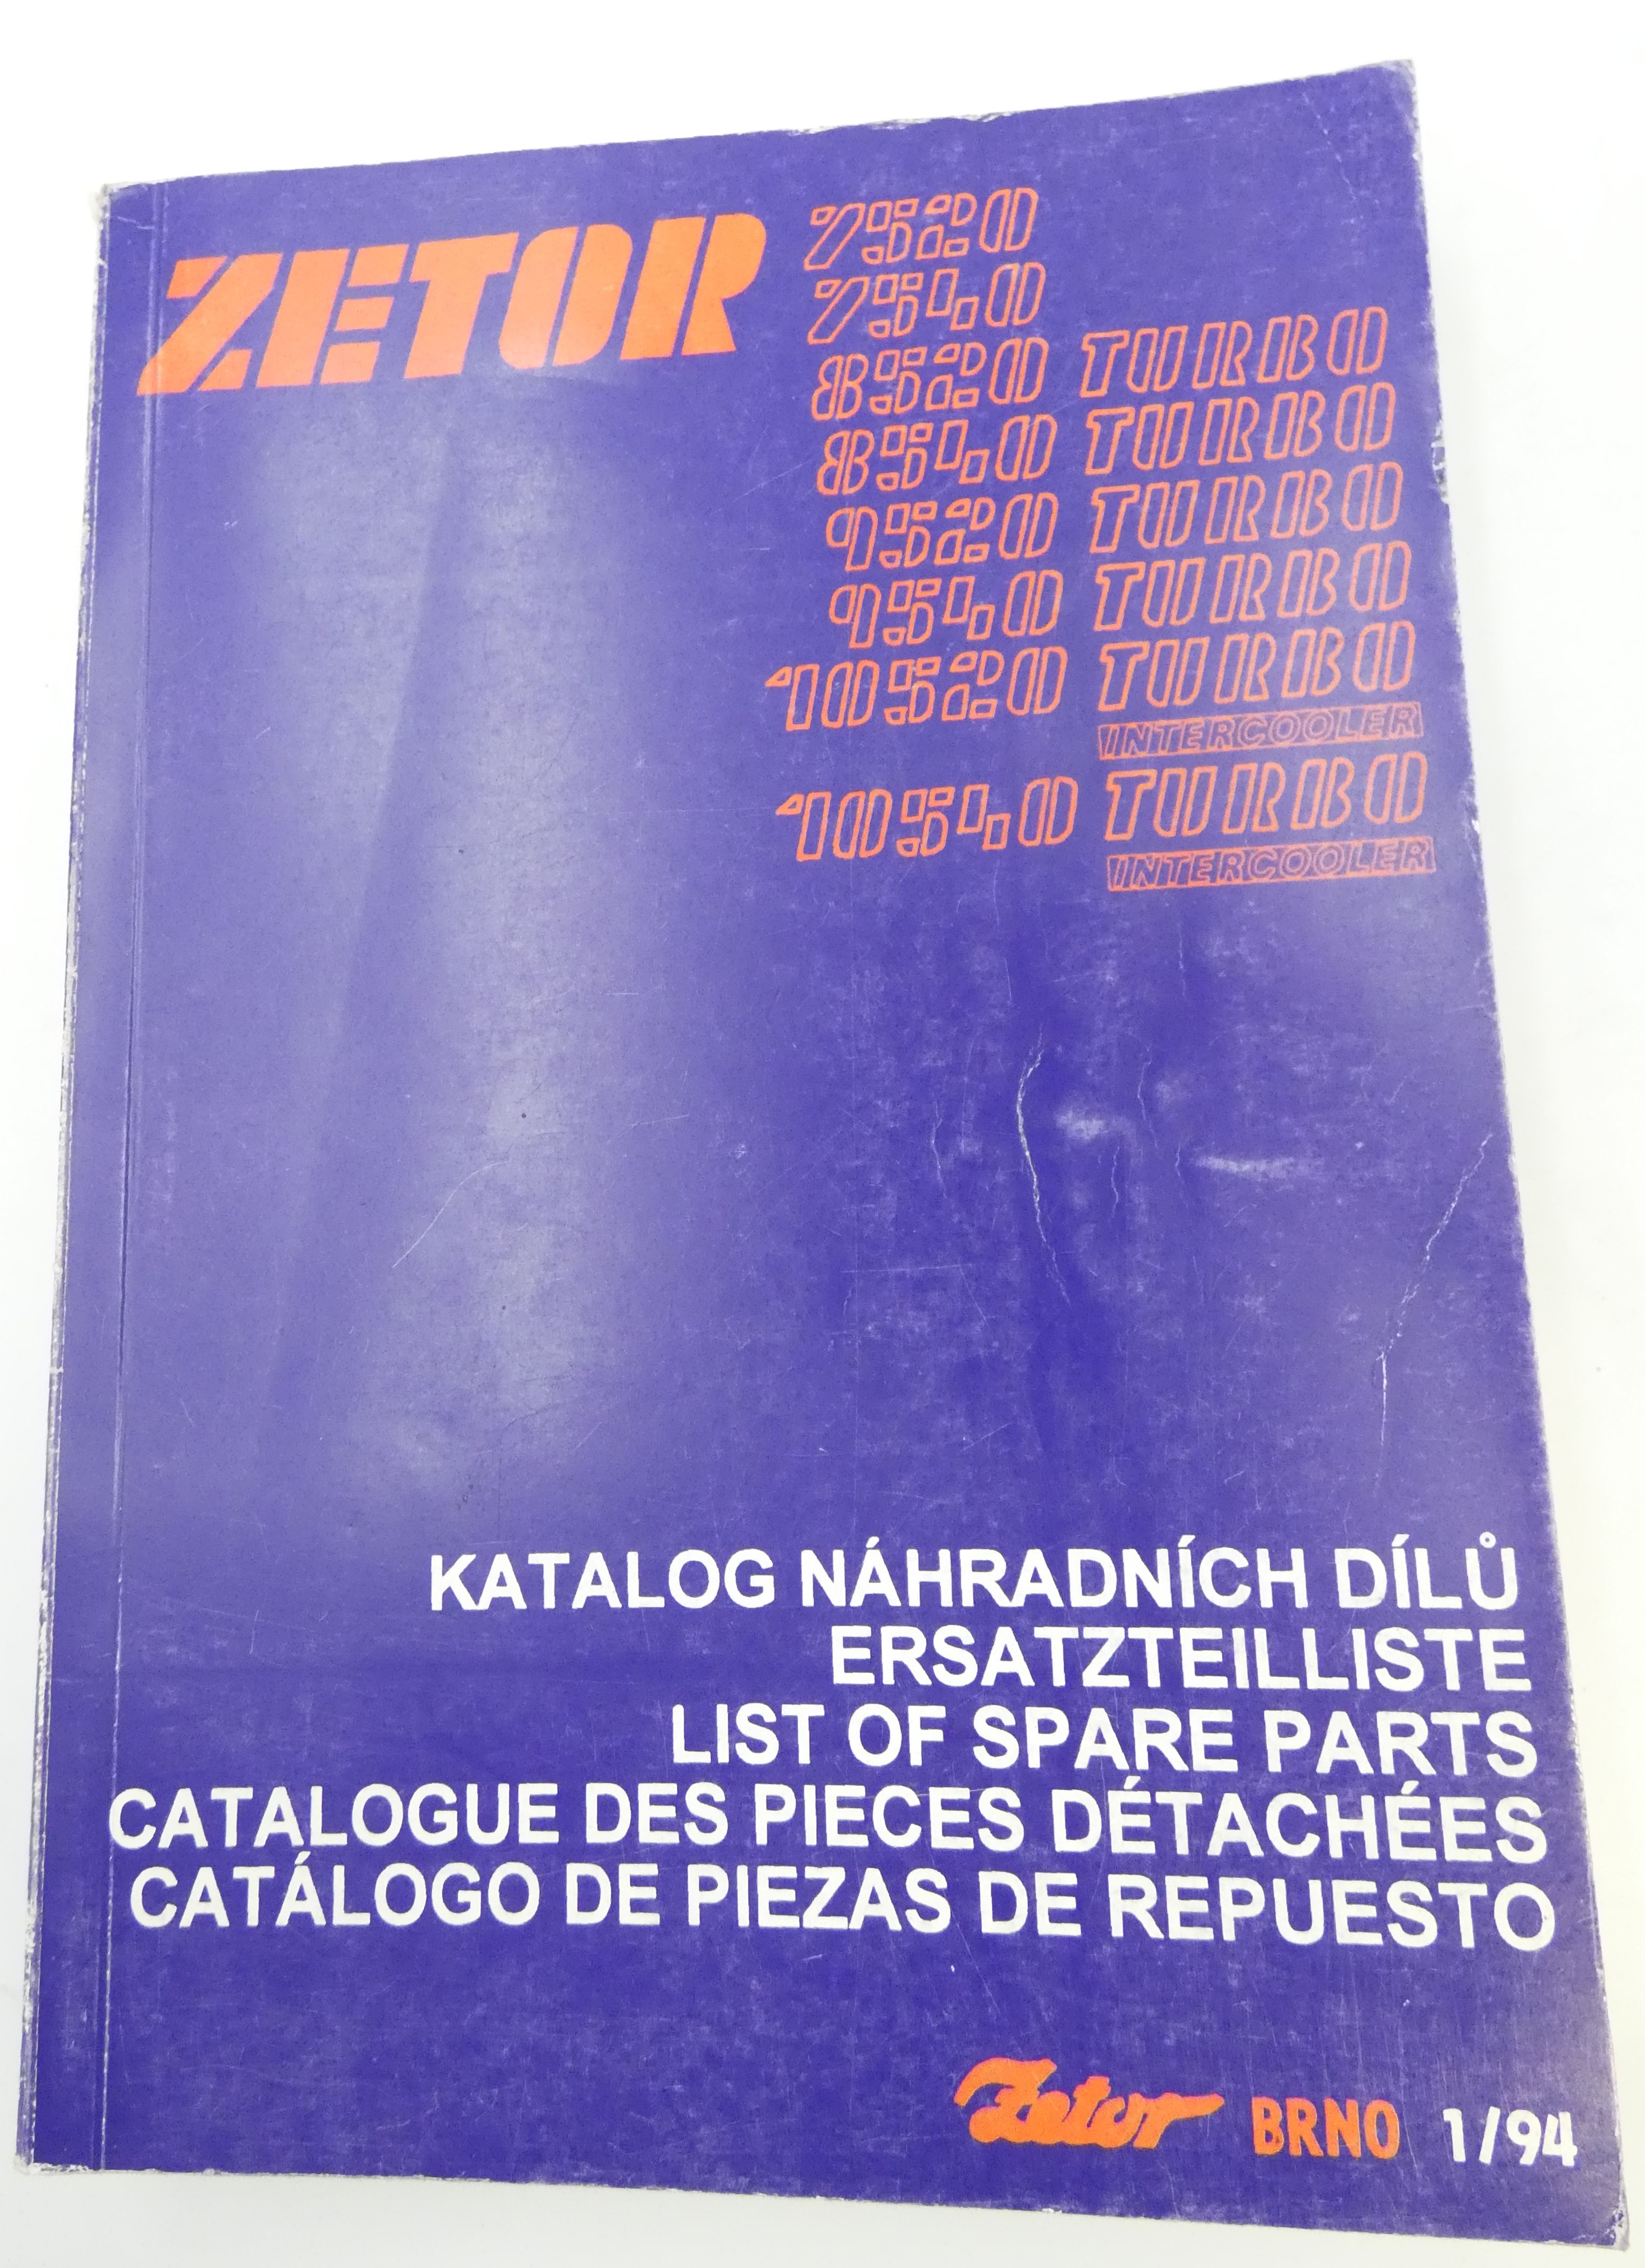 ZETOR 7520
7540
8520 TURBO
8540 TURBO
9520 TURBO
9540 TURBO
10520 TURBO
INTERCOOLER
10540 TURBO
INTERCOOLER
KATALOG NÁHRADNÍCH DÍLŮ
ERSATZTEILLISTE
LIST OF SPARE PARTS
CATALOGUE DES PIECES DÉTACHÉES
CATÁLOGO DE PIEZAS DE REPUESTO
Zetor BRNO 1/94